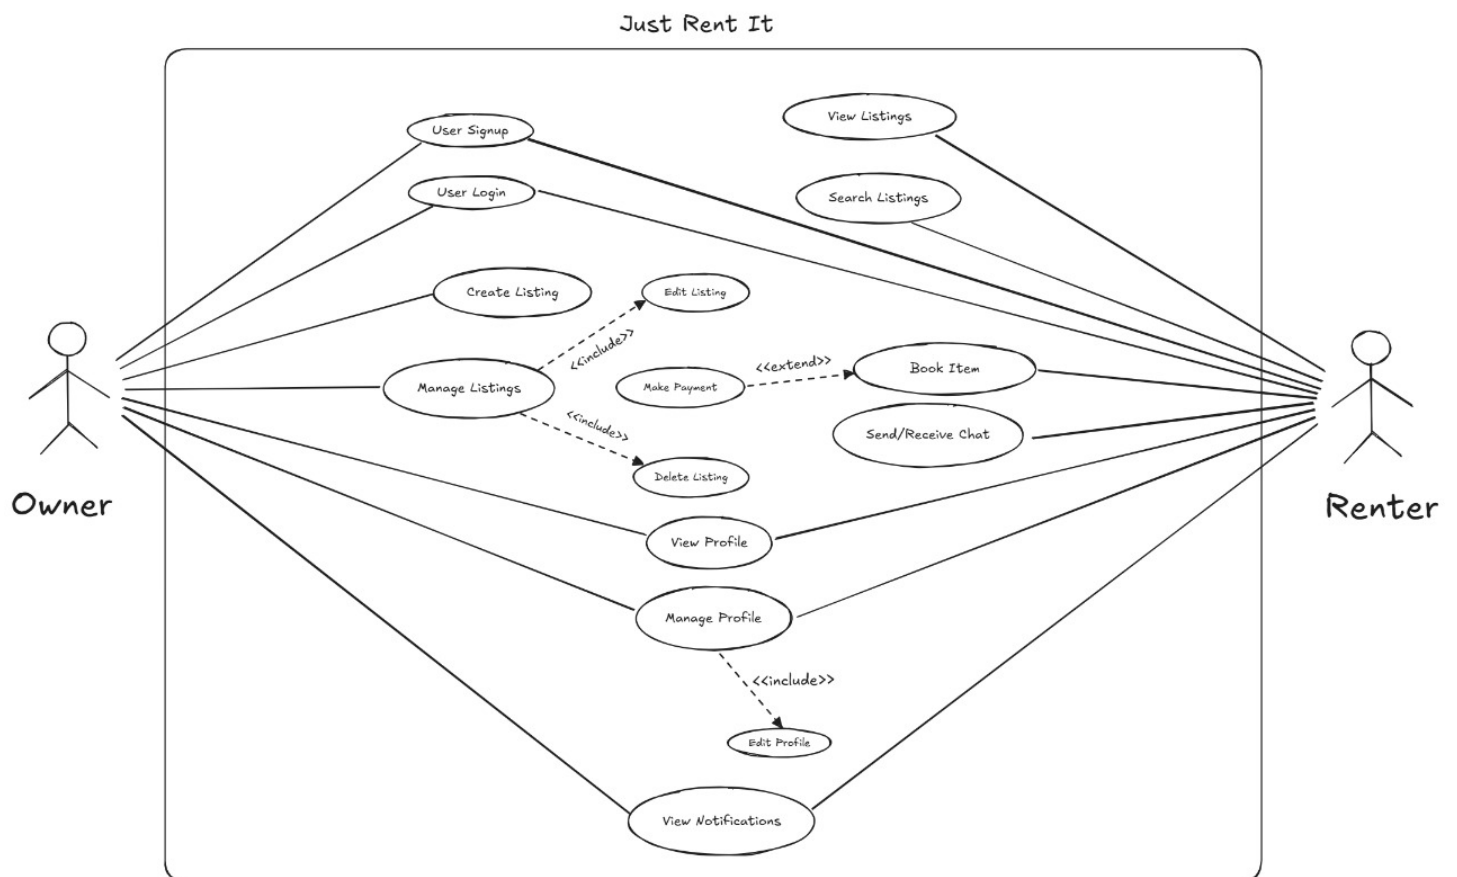 Just Rent It
View Listings
User Signup
User Login
Search Listings
Create Listing
Edit Listing
<<include>>
Manage Listings
Make Payment
<<extend>>
Book Item
<<include>>
Send/Receive Chat
Delete Listing
Owner
Renter
View Profile
Manage Profile
<<include>>
Edit Profile
View Notifications